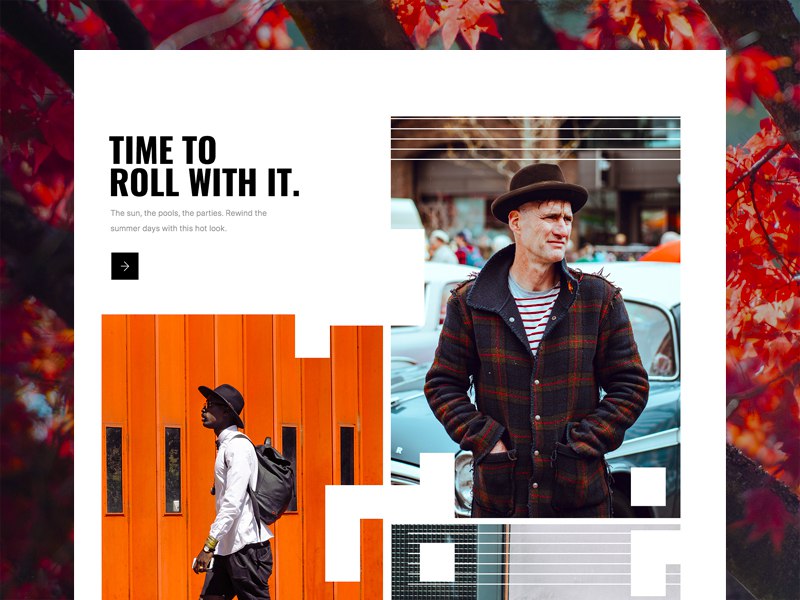 TIME TO
ROLL WITH IT.
The sun, the pools, the parties. Rewind the
summer days with this hot look.